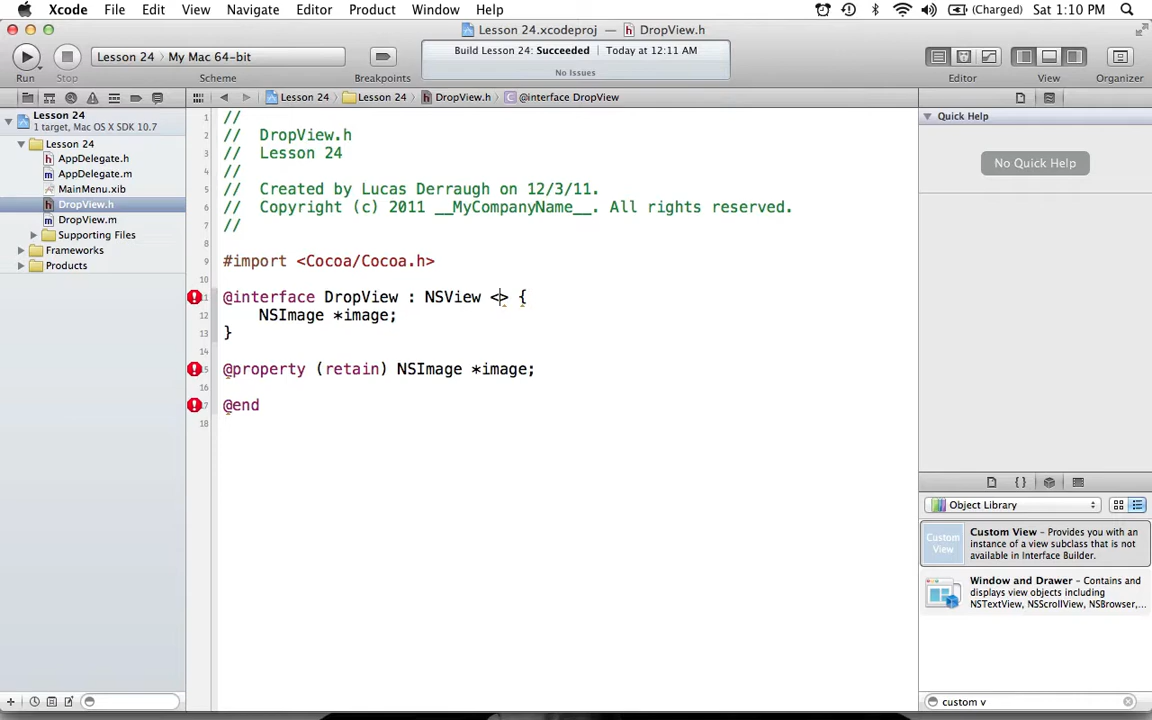 Xcode File Edit View Navigate Editor Product Window Help (Charged) Sat 1:10 PM
Lesson 24.xcodeproj — DropView.h
Lesson 24 My Mac 64-bit
Build Lesson 24: Succeeded Today at 12:11 AM
No Issues
Run Stop Scheme Breakpoints Editor View Organizer
Lesson 24 Lesson 24 DropView.h @interface DropView
Lesson 24
1 target, Mac OS X SDK 10.7
Lesson 24
AppDelegate.h
AppDelegate.m
MainMenu.xib
DropView.h
DropView.m
Supporting Files
Frameworks
Products
1 //
2 // DropView.h
3 // Lesson 24
4 //
5 // Created by Lucas Derraugh on 12/3/11.
6 // Copyright (c) 2011 __MyCompanyName__. All rights reserved.
7 //
8
9 #import <Cocoa/Cocoa.h>
10
11 @interface DropView : NSView <> {
12 NSImage *image;
13 }
14
15 @property (retain) NSImage *image;
16
17 @end
18
Quick Help
No Quick Help
Object Library
Custom View
Custom View – Provides you with an instance of a view subclass that is not available in Interface Builder.
Window and Drawer – Contains and displays view objects including NSTextView, NSScrollView, NSBrowser,...
custom v